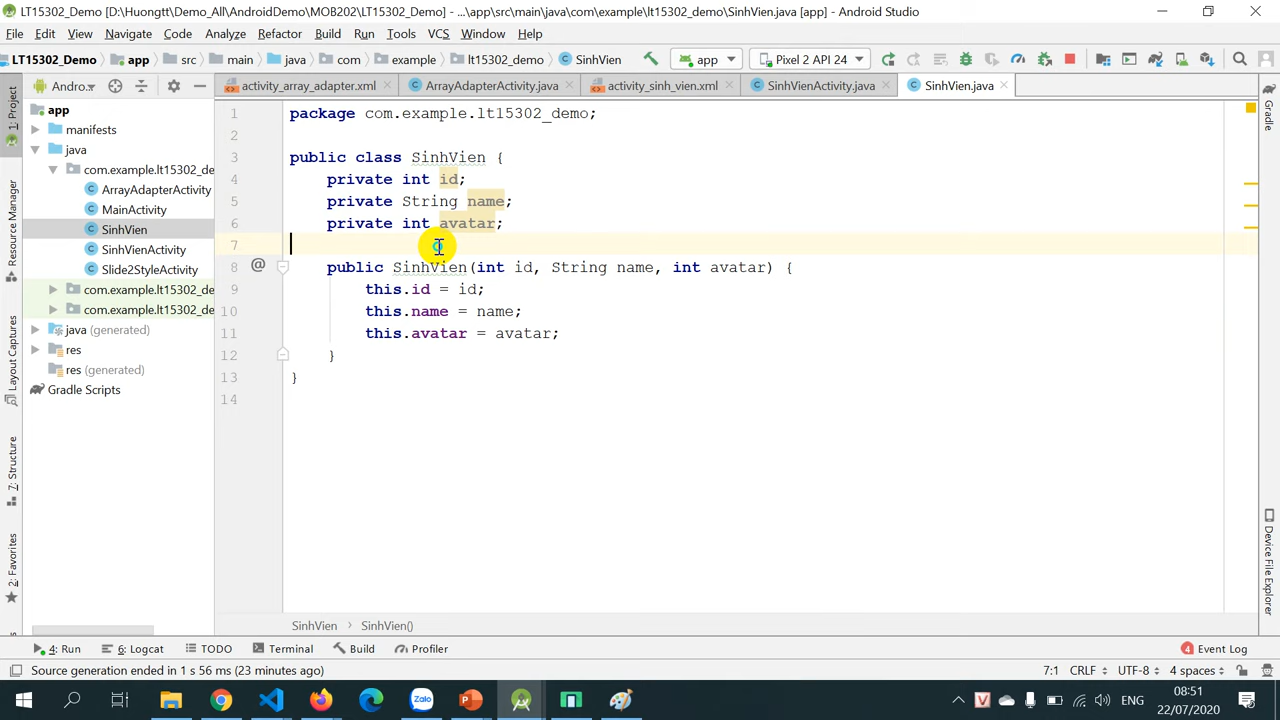 LT15302_Demo [D:\Huongtt\Demo_All\AndroidDemo\MOB202\LT15302_Demo] - ...\app\src\main\java\com\example\lt15302_demo\SinhVien.java [app] - Android Studio
File Edit View Navigate Code Analyze Refactor Build Run Tools VCS Window Help
LT15302_Demo app src main java com example lt15302_demo SinhVien app Pixel 2 API 24
Andro... activity_array_adapter.xml ArrayAdapterActivity.java activity_sinh_vien.xml SinhVienActivity.java SinhVien.java
1: Project
Resource Manager
Layout Captures
7: Structure
2: Favorites
app
manifests
java
com.example.lt15302_de
ArrayAdapterActivity
MainActivity
SinhVien
SinhVienActivity
Slide2StyleActivity
com.example.lt15302_de
com.example.lt15302_de
java (generated)
res
res (generated)
Gradle Scripts
1 package com.example.lt15302_demo;
2
3 public class SinhVien {
4 private int id;
5 private String name;
6 private int avatar;
7
8 @ public SinhVien(int id, String name, int avatar) {
9 this.id = id;
10 this.name = name;
11 this.avatar = avatar;
12 }
13 }
14
Gradle
Device File Explorer
SinhVien SinhVien()
4: Run 6: Logcat TODO Terminal Build Profiler 4 Event Log
Source generation ended in 1 s 56 ms (23 minutes ago) 7:1 CRLF UTF-8 4 spaces
Zalo V ENG 08:51
22/07/2020